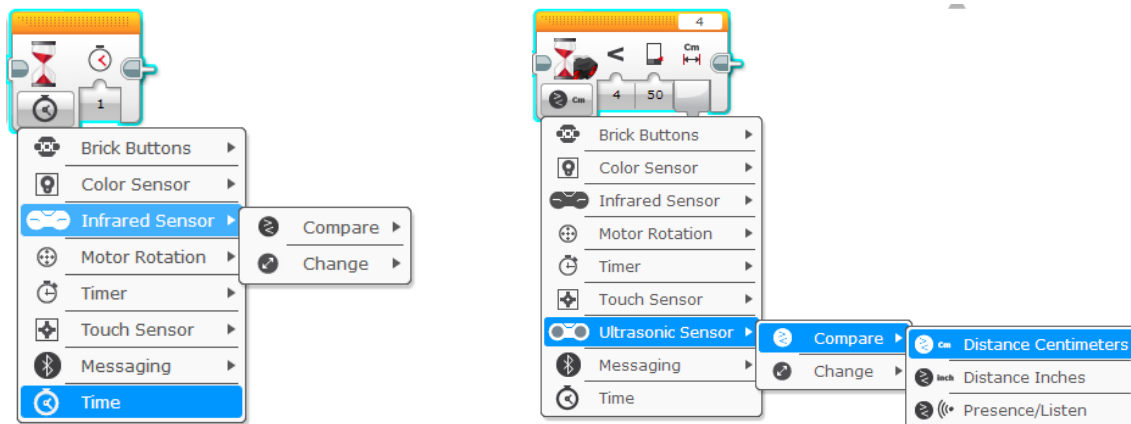 1
Brick Buttons
Color Sensor
Infrared Sensor
Motor Rotation
Timer
Touch Sensor
Messaging
Time
Compare
Change
4
<
Cm
Cm
4
50
Brick Buttons
Color Sensor
Infrared Sensor
Motor Rotation
Timer
Touch Sensor
Ultrasonic Sensor
Messaging
Time
Compare
Change
Cm Distance Centimeters
Inch Distance Inches
Presence/Listen